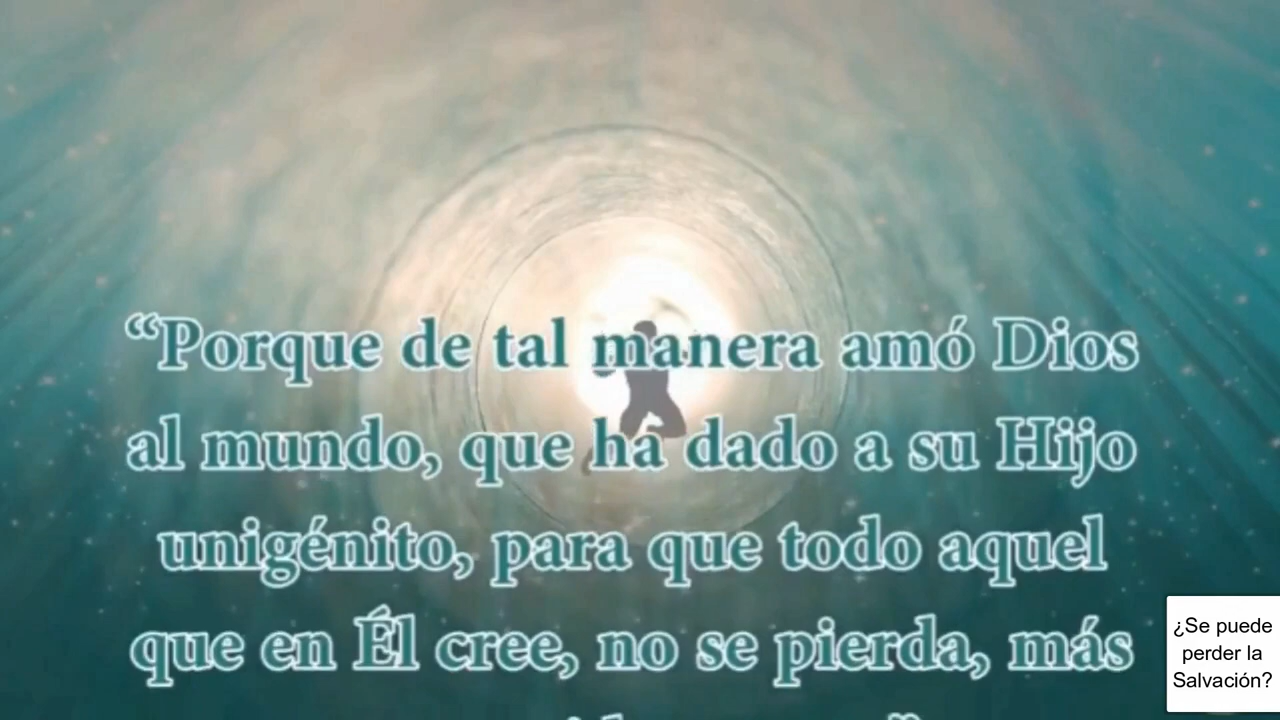 “Porque de tal manera amó Dios
al mundo, que ha dado a su Hijo
unigénito, para que todo aquel
que en Él cree, no se pierda, más
¿Se puede
perder la
Salvación?